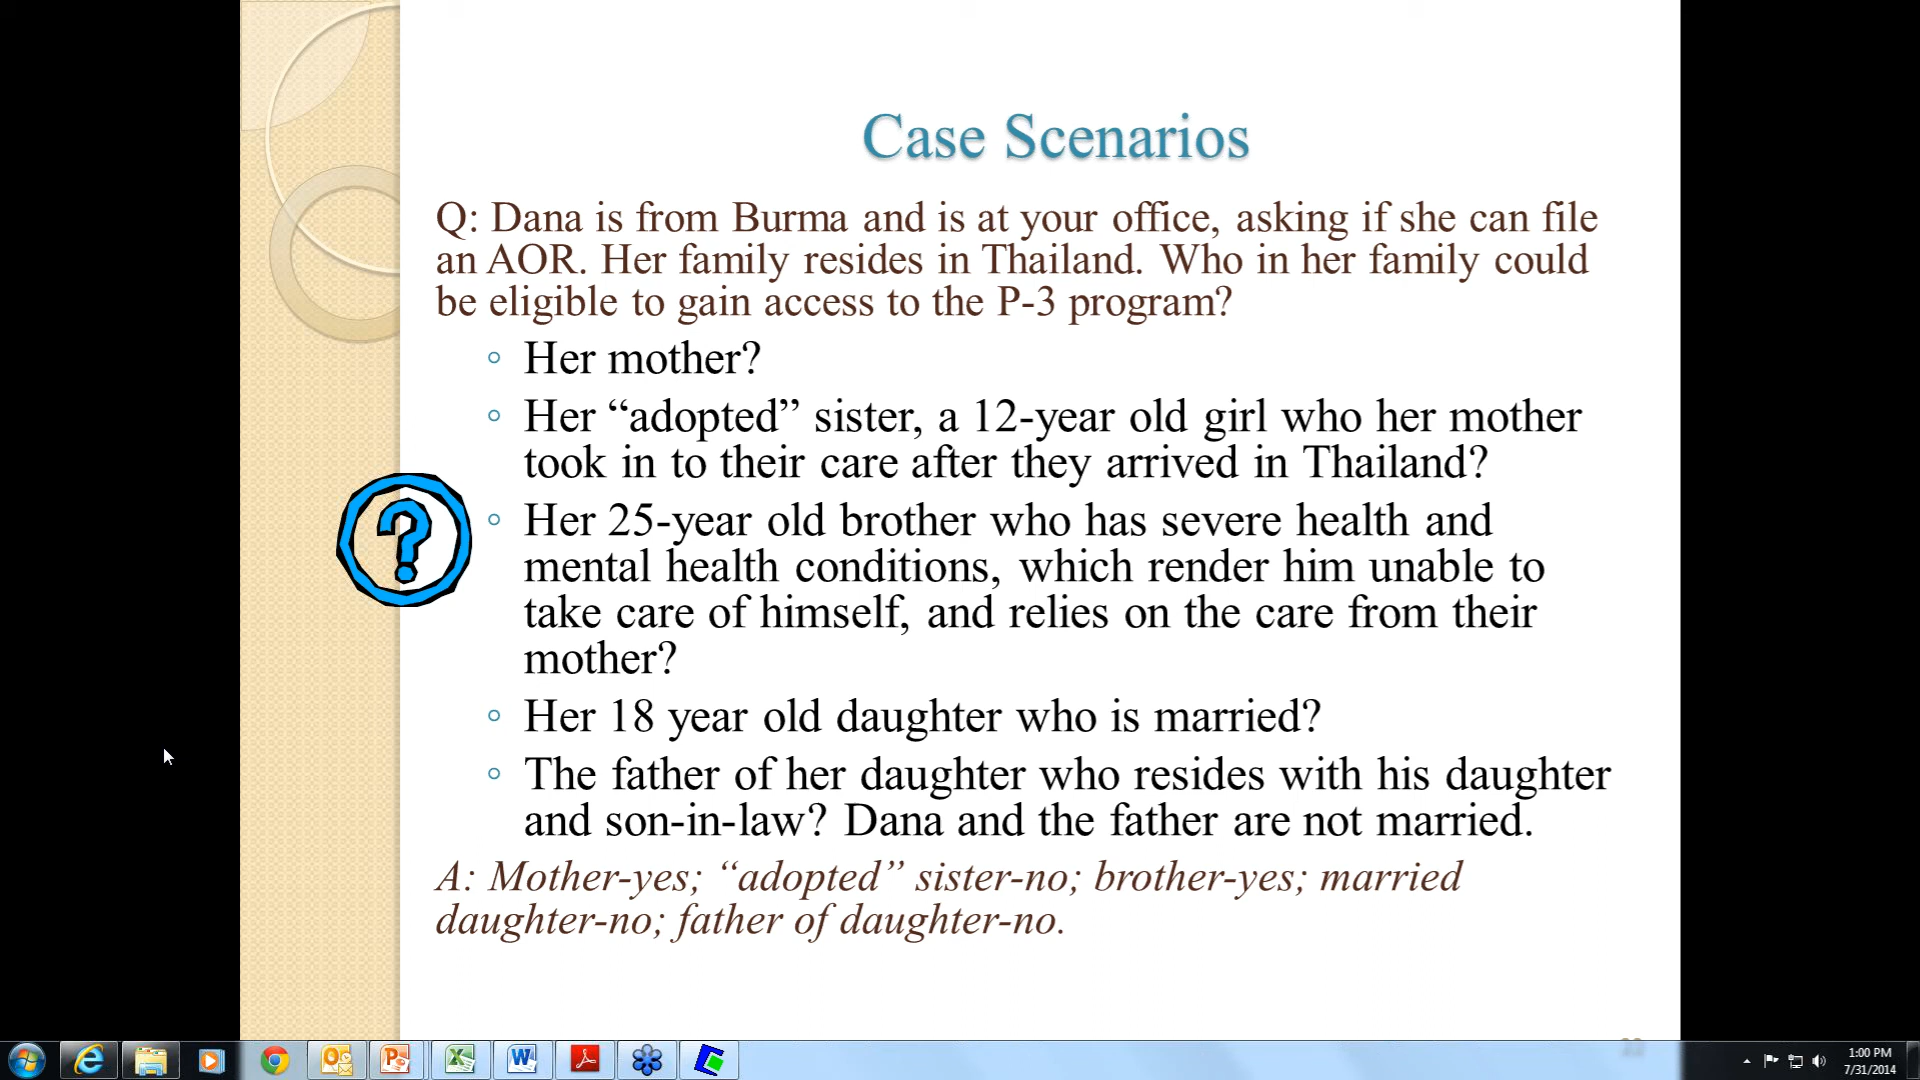 Case Scenarios
Q: Dana is from Burma and is at your office, asking if she can file
an AOR. Her family resides in Thailand. Who in her family could
be eligible to gain access to the P-3 program?
◦ Her mother?
◦ Her “adopted” sister, a 12-year old girl who her mother
took in to their care after they arrived in Thailand?
◦ Her 25-year old brother who has severe health and
mental health conditions, which render him unable to
take care of himself, and relies on the care from their
mother?
◦ Her 18 year old daughter who is married?
◦ The father of her daughter who resides with his daughter
and son-in-law? Dana and the father are not married.
A: Mother-yes; “adopted” sister-no; brother-yes; married
daughter-no; father of daughter-no.
1:00 PM
7/31/2014